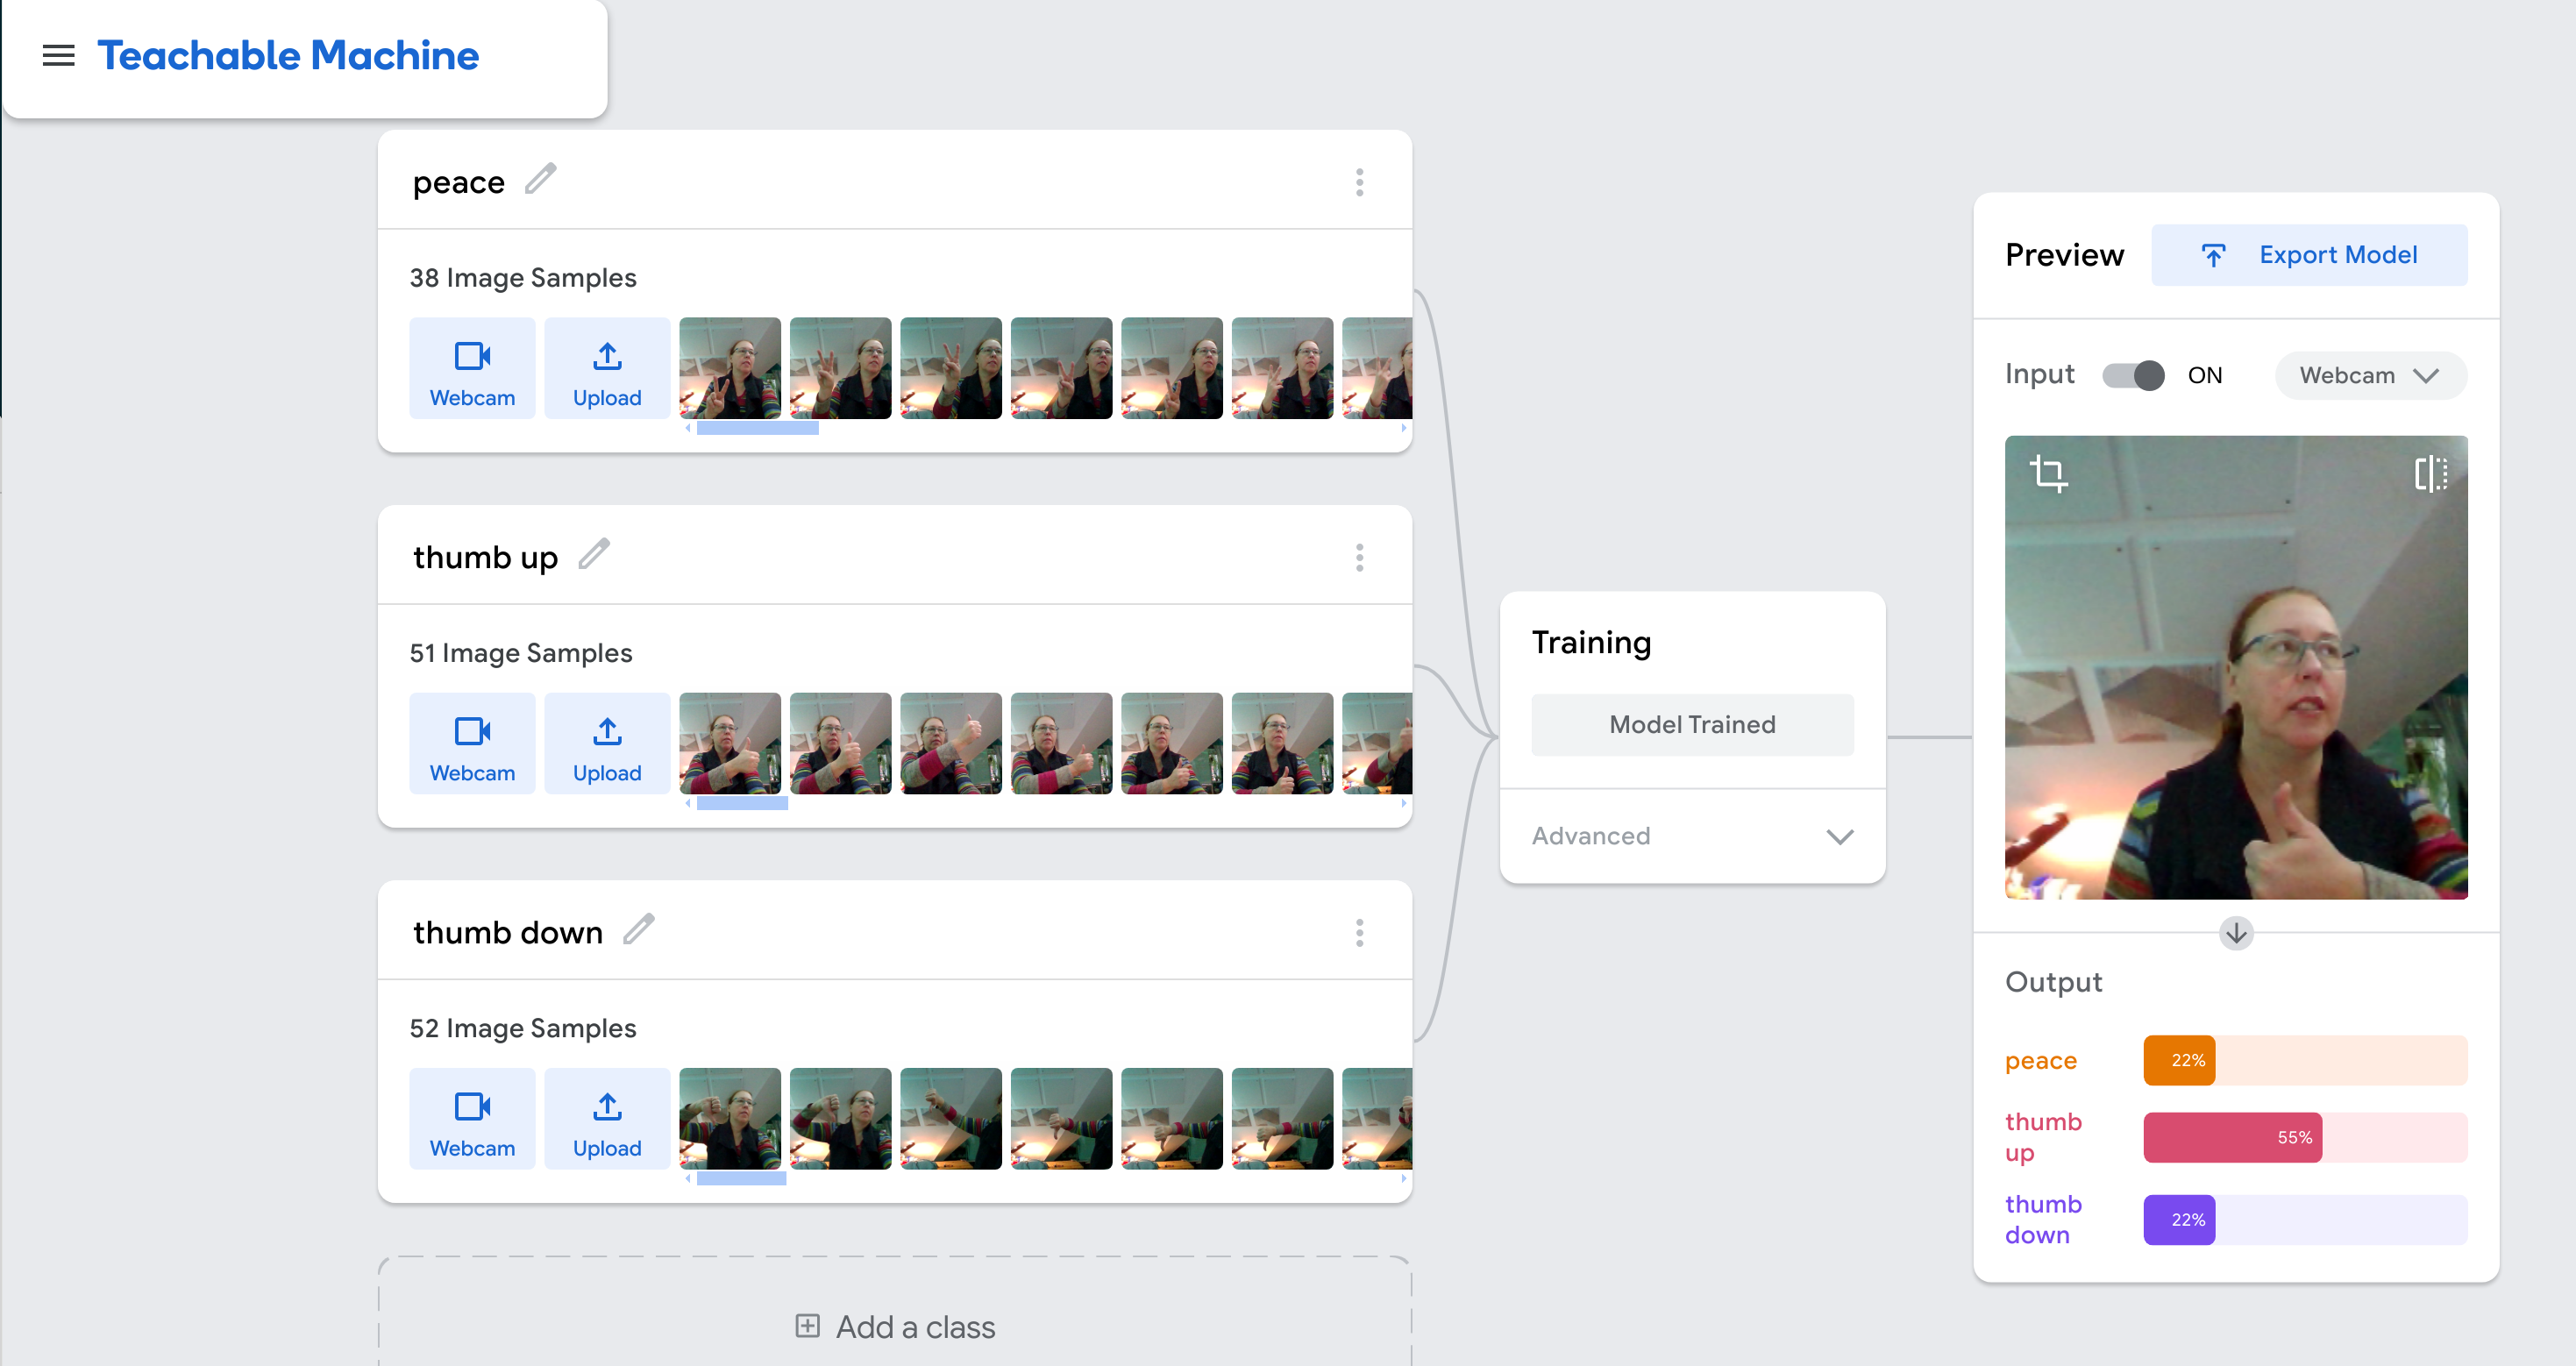 Teachable Machine
peace
38 Image Samples
Webcam
Upload
thumb up
51 Image Samples
Webcam
Upload
thumb down
52 Image Samples
Webcam
Upload
Add a class
Training
Model Trained
Advanced
Preview
Export Model
Input
ON
Webcam
Output
peace
22%
thumb
up
55%
thumb
down
22%